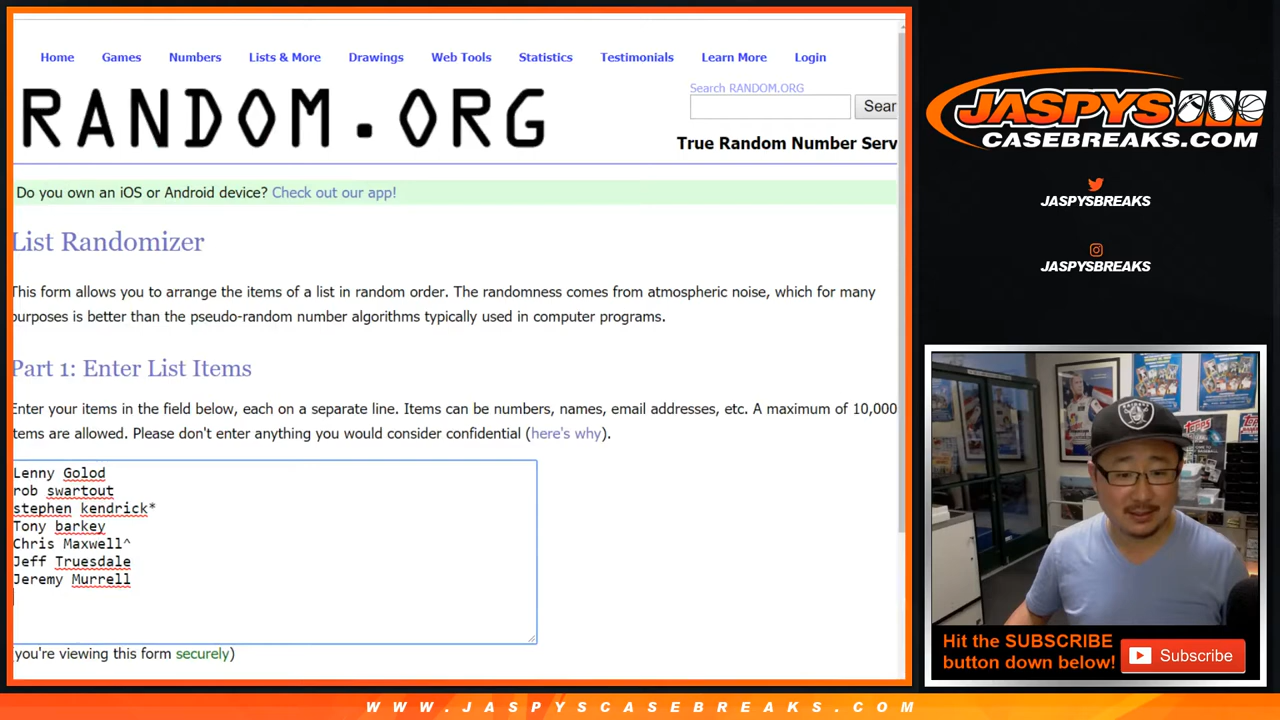 Home Games Numbers Lists & More Drawings Web Tools Statistics Testimonials Learn More Login
Search RANDOM.ORG
RANDOM.ORG
Sear
True Random Number Serv
Do you own an iOS or Android device? Check out our app!
List Randomizer
This form allows you to arrange the items of a list in random order. The randomness comes from atmospheric noise, which for many
purposes is better than the pseudo-random number algorithms typically used in computer programs.
Part 1: Enter List Items
Enter your items in the field below, each on a separate line. Items can be numbers, names, email addresses, etc. A maximum of 10,000
items are allowed. Please don't enter anything you would consider confidential (here's why).
Lenny Golod
rob swartout
stephen kendrick*
Tony barkey
Chris Maxwell^
Jeff Truesdale
Jeremy Murrell
you're viewing this form securely)
JASPYS
CASEBREAKS.COM
JASPYSBREAKS
JASPYSBREAKS
Topps
Hit the SUBSCRIBE
button down below!
Subscribe
WWW.JASPYSCASEBREAKS.COM